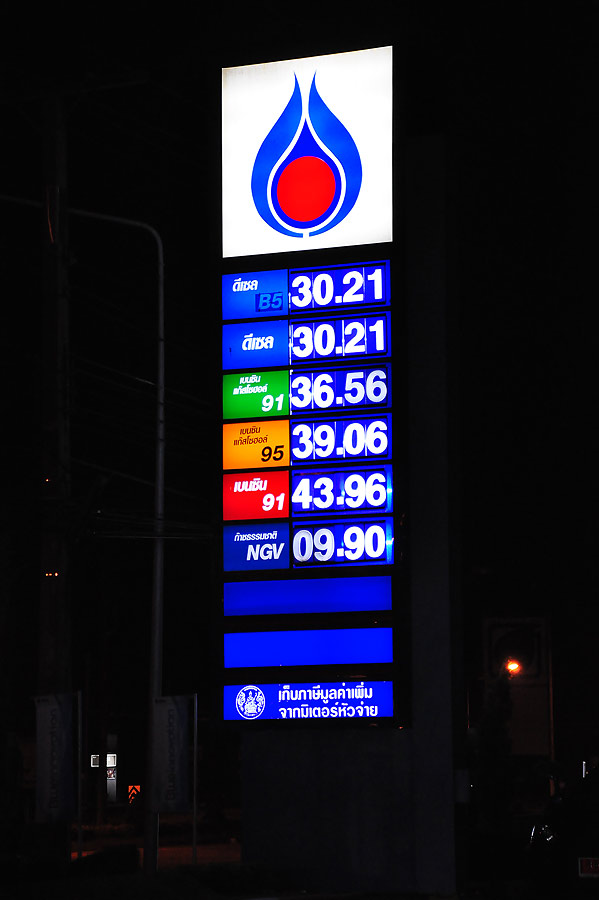 ดีเซล
B5
30.21
ดีเซล
30.21
เบนซิน
แก๊สโซฮอล์
91
36.56
เบนซิน
แก๊สโซฮอล์
95
39.06
เบนซิน
91
43.96
ก๊าซธรรมชาติ
NGV
09.90
เก็บภาษีมูลค่าเพิ่ม
จากมิเตอร์หัวจ่าย